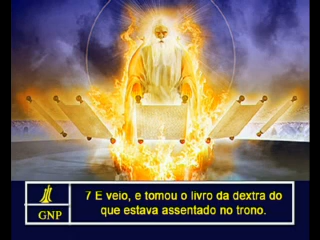 7 E veio, e tomou o livro da dextra do
que estava assentado no trono.
GNP